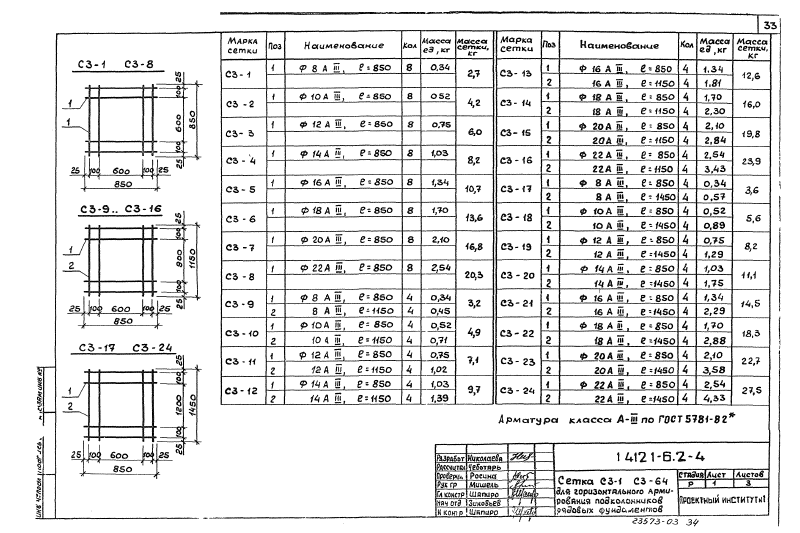 33
С3-1 С3-8
25
100
600
850
100
25
1
1
25 100 600 100 25
850
С3-9.. С3-16
25
100
800
1150
100
25
1
2
25 100 600 100 25
850
С3-17 С3-24
25
100
1200
1450
100
25
1
2
25 100 600 100 25
850
Марка сетки Поз Наименование Кол Масса ед, кг Масса сетки, кг
С3-1 1 Ф 8 А III, ℓ=850 8 0,34 2,7
С3-2 1 Ф 10 А III, ℓ=850 8 0 52 4,2
С3-3 1 Ф 12 А III, ℓ=850 8 0,75 6,0
С3-4 1 Ф 14 А III, ℓ=850 8 1,03 8,2
С3-5 1 Ф 16 А III, ℓ=850 8 1,34 10,7
С3-6 1 Ф 18 А III, ℓ=850 8 1,70 13,6
С3-7 1 Ф 20 А III, ℓ=850 8 2,10 16,8
С3-8 1 Ф 22 А III, ℓ=850 8 2,54 20,3
С3-9 1 Ф 8 А III, ℓ=850 4 0,34 3,2
2 8 А III, ℓ=1150 4 0,45
С3-10 1 Ф 10 А III, ℓ=850 4 0,52 4,9
2 10 А III, ℓ=1150 4 0,71
С3-11 1 Ф 12 А III, ℓ=850 4 0,75 7,1
2 12 А III, ℓ=1150 4 1,02
С3-12 1 Ф 14 А III, ℓ=850 4 1,03 9,7
2 14 А III, ℓ=1150 4 1,39
Марка сетки Поз Наименование Кол Масса ед, кг Масса сетки, кг
С3-13 1 Ф 16 А III, ℓ=850 4 1.34 12,6
2 16 А III, ℓ=1150 4 1.81
С3-14 1 Ф 18 А III, ℓ=850 4 1,70 16,0
2 18 А III, ℓ=1150 4 2,30
С3-15 1 Ф 20 А III, ℓ=850 4 2,10 19,8
2 20 А III, ℓ=1150 4 2,84
С3-16 1 Ф 22 А III, ℓ=850 4 2,54 23,9
2 22 А III, ℓ=1150 4 3,43
С3-17 1 Ф 8 А III, ℓ=850 4 0,34 3,6
2 8 А III, ℓ=1450 4 0,57
С3-18 1 Ф 10 А III, ℓ=850 4 0,52 5,6
2 10 А III, ℓ=1450 4 0,89
С3-19 1 Ф 12 А III, ℓ=850 4 0,75 8,2
2 12 А III, ℓ=1450 4 1,29
С3-20 1 Ф 14 А III, ℓ=850 4 1,03 11,1
2 14 А III, ℓ=1450 4 1,75
С3-21 1 Ф 16 А III, ℓ=850 4 1.34 14,5
2 16 А III, ℓ=1450 4 2,29
С3-22 1 Ф 18 А III, ℓ=850 4 1,70 18,3
2 18 А III, ℓ=1450 4 2,88
С3-23 1 Ф 20 А III, ℓ=850 4 2,10 22,7
2 20 А III, ℓ=1450 4 3,58
С3-24 1 Ф 22 А III, ℓ=850 4 2,54 27,5
2 22 А III, ℓ=1450 4 4,33
Арматура класса А-III по ГОСТ 5781-82*
Разработ Николаева
Рассчитал Чеботарь
Проверил Росина
Рук гр Мишель
Гл констр Шапиро
Нач отд Зиновьев
Н контр Шапиро
1 412 1-6.2-4
Сетка С3-1 С3-64
для горизонтального арми-
рования подколонников
рядовых фундаментов
Стадия Лист Листов
Р 1 3
Проектный институт №1
23573-03 34